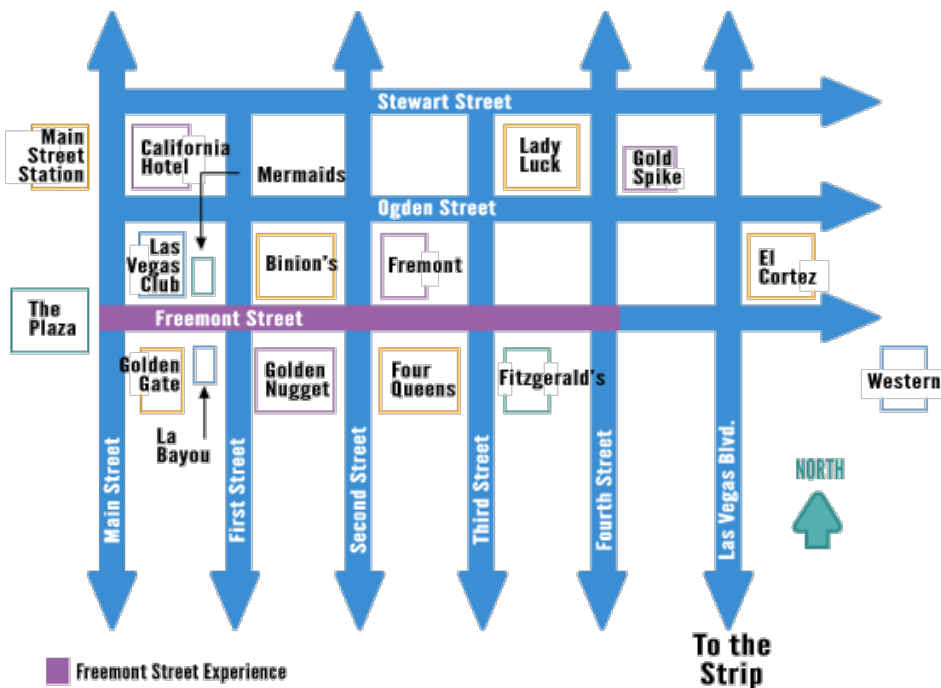 Stewart Street
Main
Street
Station
California
Hotel
Mermaids
Lady
Luck
Gold
Spike
Ogden Street
Las
Vegas
Club
Binion's
Fremont
El
Cortez
The
Plaza
Freemont Street
Golden
Gate
La
Bayou
Golden
Nugget
Four
Queens
Fitzgerald's
Western
Main Street
First Street
Second Street
Third Street
Fourth Street
Las Vegas Blvd.
NORTH
To the
Strip
Freemont Street Experience